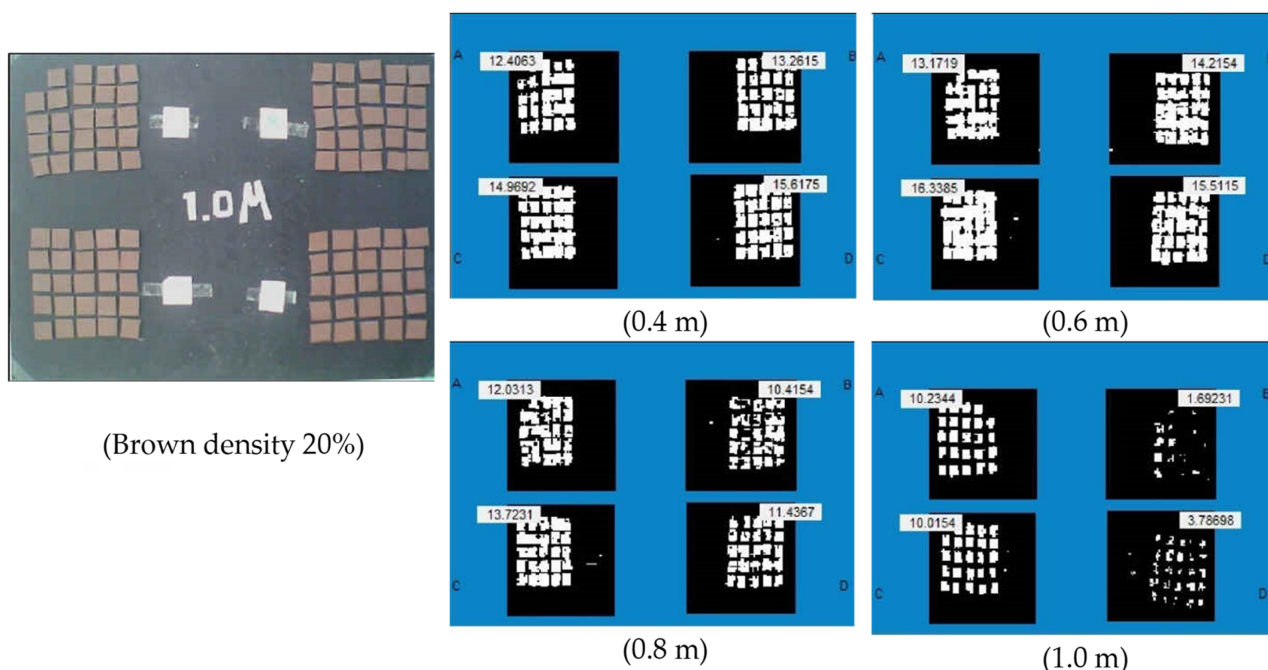 1.0M
(Brown density 20%)
A
12.4063
13.2615
B
14.9692
15.6175
C
D
(0.4 m)
A
13.1719
14.2154
16.3385
15.5115
C
D
(0.6 m)
A
12.0313
10.4154
B
13.7231
11.4367
C
D
(0.8 m)
A
10.2344
1.69231
B
10.0154
3.78698
C
D
(1.0 m)